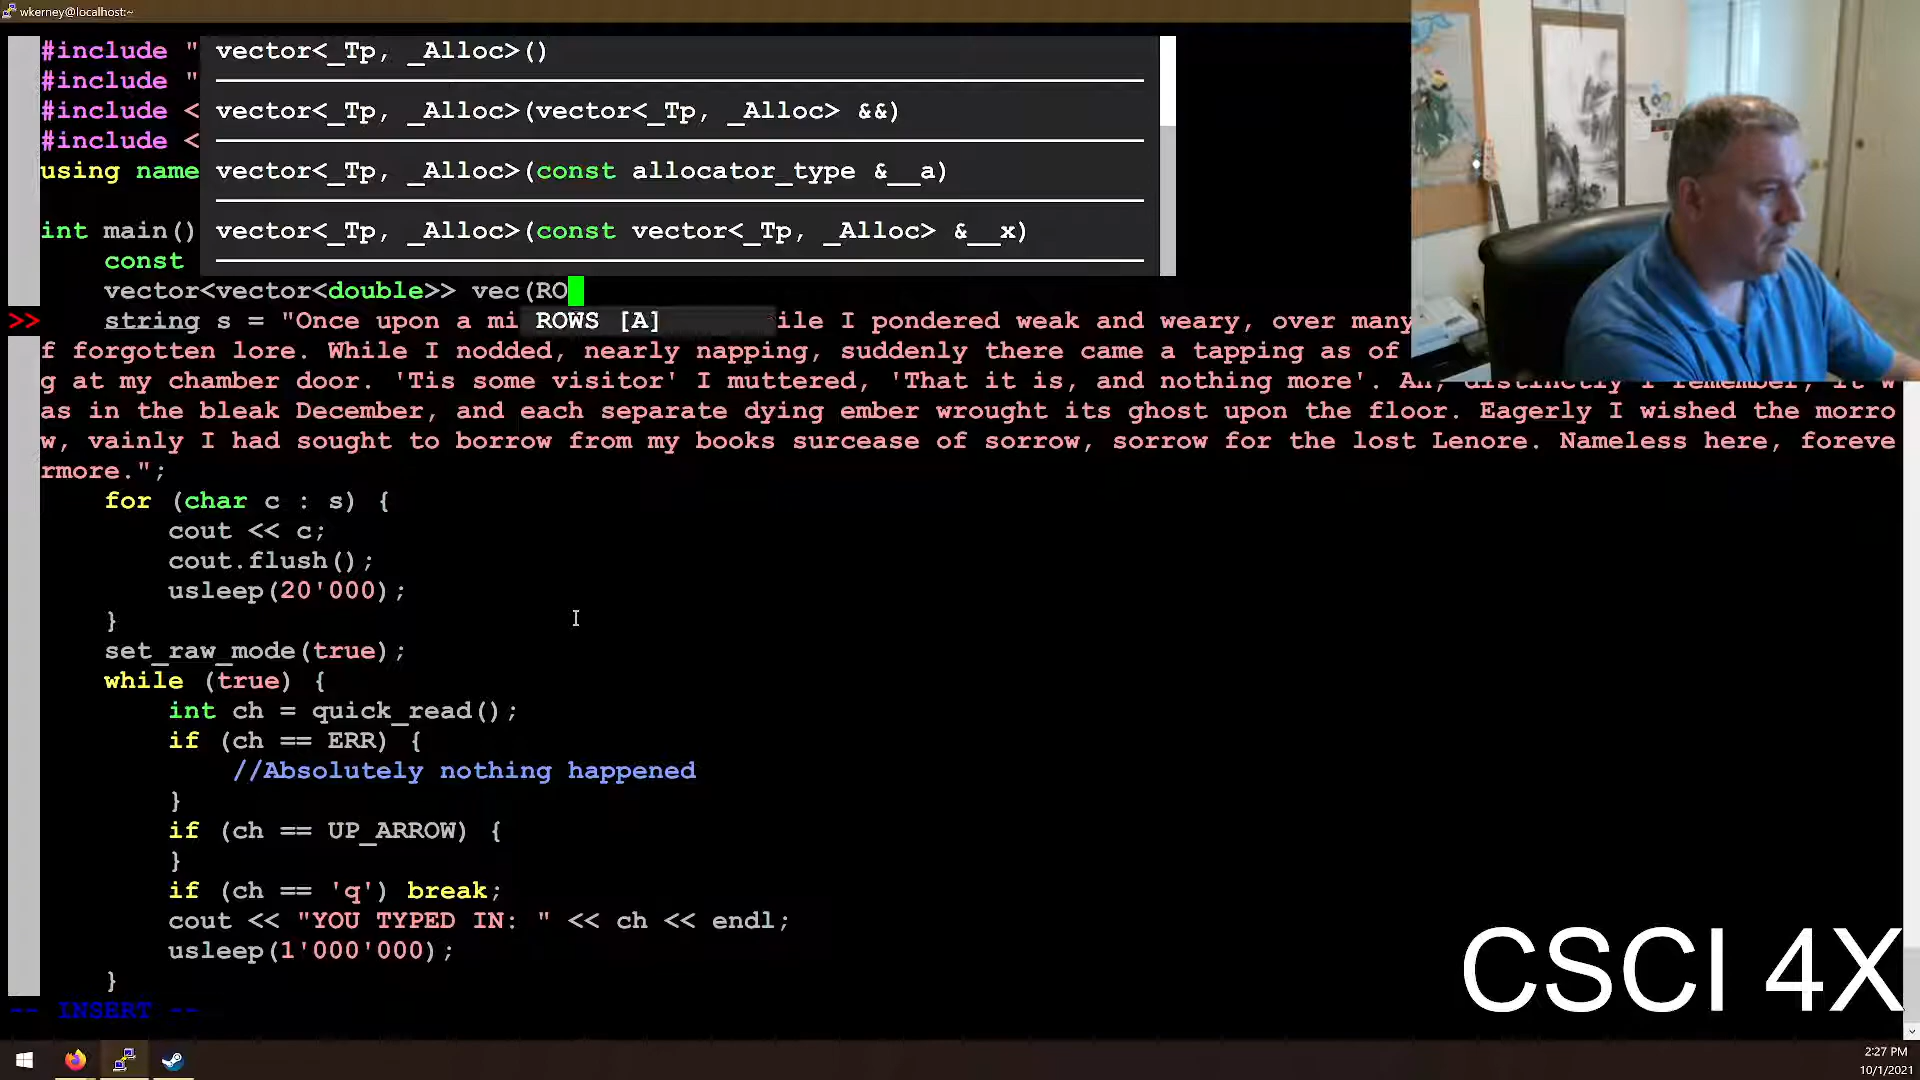 wkerney@localhost:~
#include "
#include "
#include <
#include <
using name
vector<_Tp, _Alloc>()
vector<_Tp, _Alloc>(vector<_Tp, _Alloc> &&)
vector<_Tp, _Alloc>(const allocator_type &__a)
vector<_Tp, _Alloc>(const vector<_Tp, _Alloc> &__x)
int main()
const
vector<vector<double>> vec(RO
ROWS [A]
>> string s = "Once upon a mi ile I pondered weak and weary, over many
f forgotten lore. While I nodded, nearly napping, suddenly there came a tapping as of
g at my chamber door. 'Tis some visitor' I muttered, 'That it is, and nothing more'. Ah, distinctly I remember, it w
as in the bleak December, and each separate dying ember wrought its ghost upon the floor. Eagerly I wished the morro
w, vainly I had sought to borrow from my books surcease of sorrow, sorrow for the lost Lenore. Nameless here, foreve
rmore.";
for (char c : s) {
cout << c;
cout.flush();
usleep(20'000);
}
set_raw_mode(true);
while (true) {
int ch = quick_read();
if (ch == ERR) {
//Absolutely nothing happened
}
if (ch == UP_ARROW) {
}
if (ch == 'q') break;
cout << "YOU TYPED IN: " << ch << endl;
usleep(1'000'000);
}
-- INSERT --
CSCI 4X
2:27 PM
10/1/2021